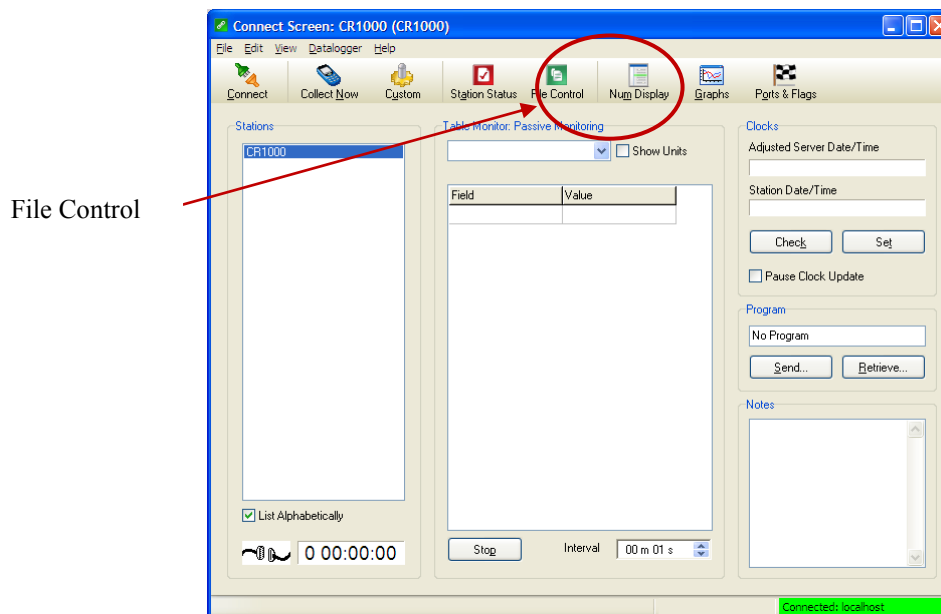 Connect Screen: CR1000 (CR1000)
File Edit View Datalogger Help
Connect Collect Now Custom Station Status File Control Num Display Graphs Ports & Flags
Stations
CR1000
List Alphabetically
0 00:00:00
Table Monitor: Passive Monitoring
Show Units
Field Value
Stop Interval 00 m 01 s
Clocks
Adjusted Server Date/Time
Station Date/Time
Check Set
Pause Clock Update
Program
No Program
Send... Retrieve...
Notes
Connected: localhost
File Control